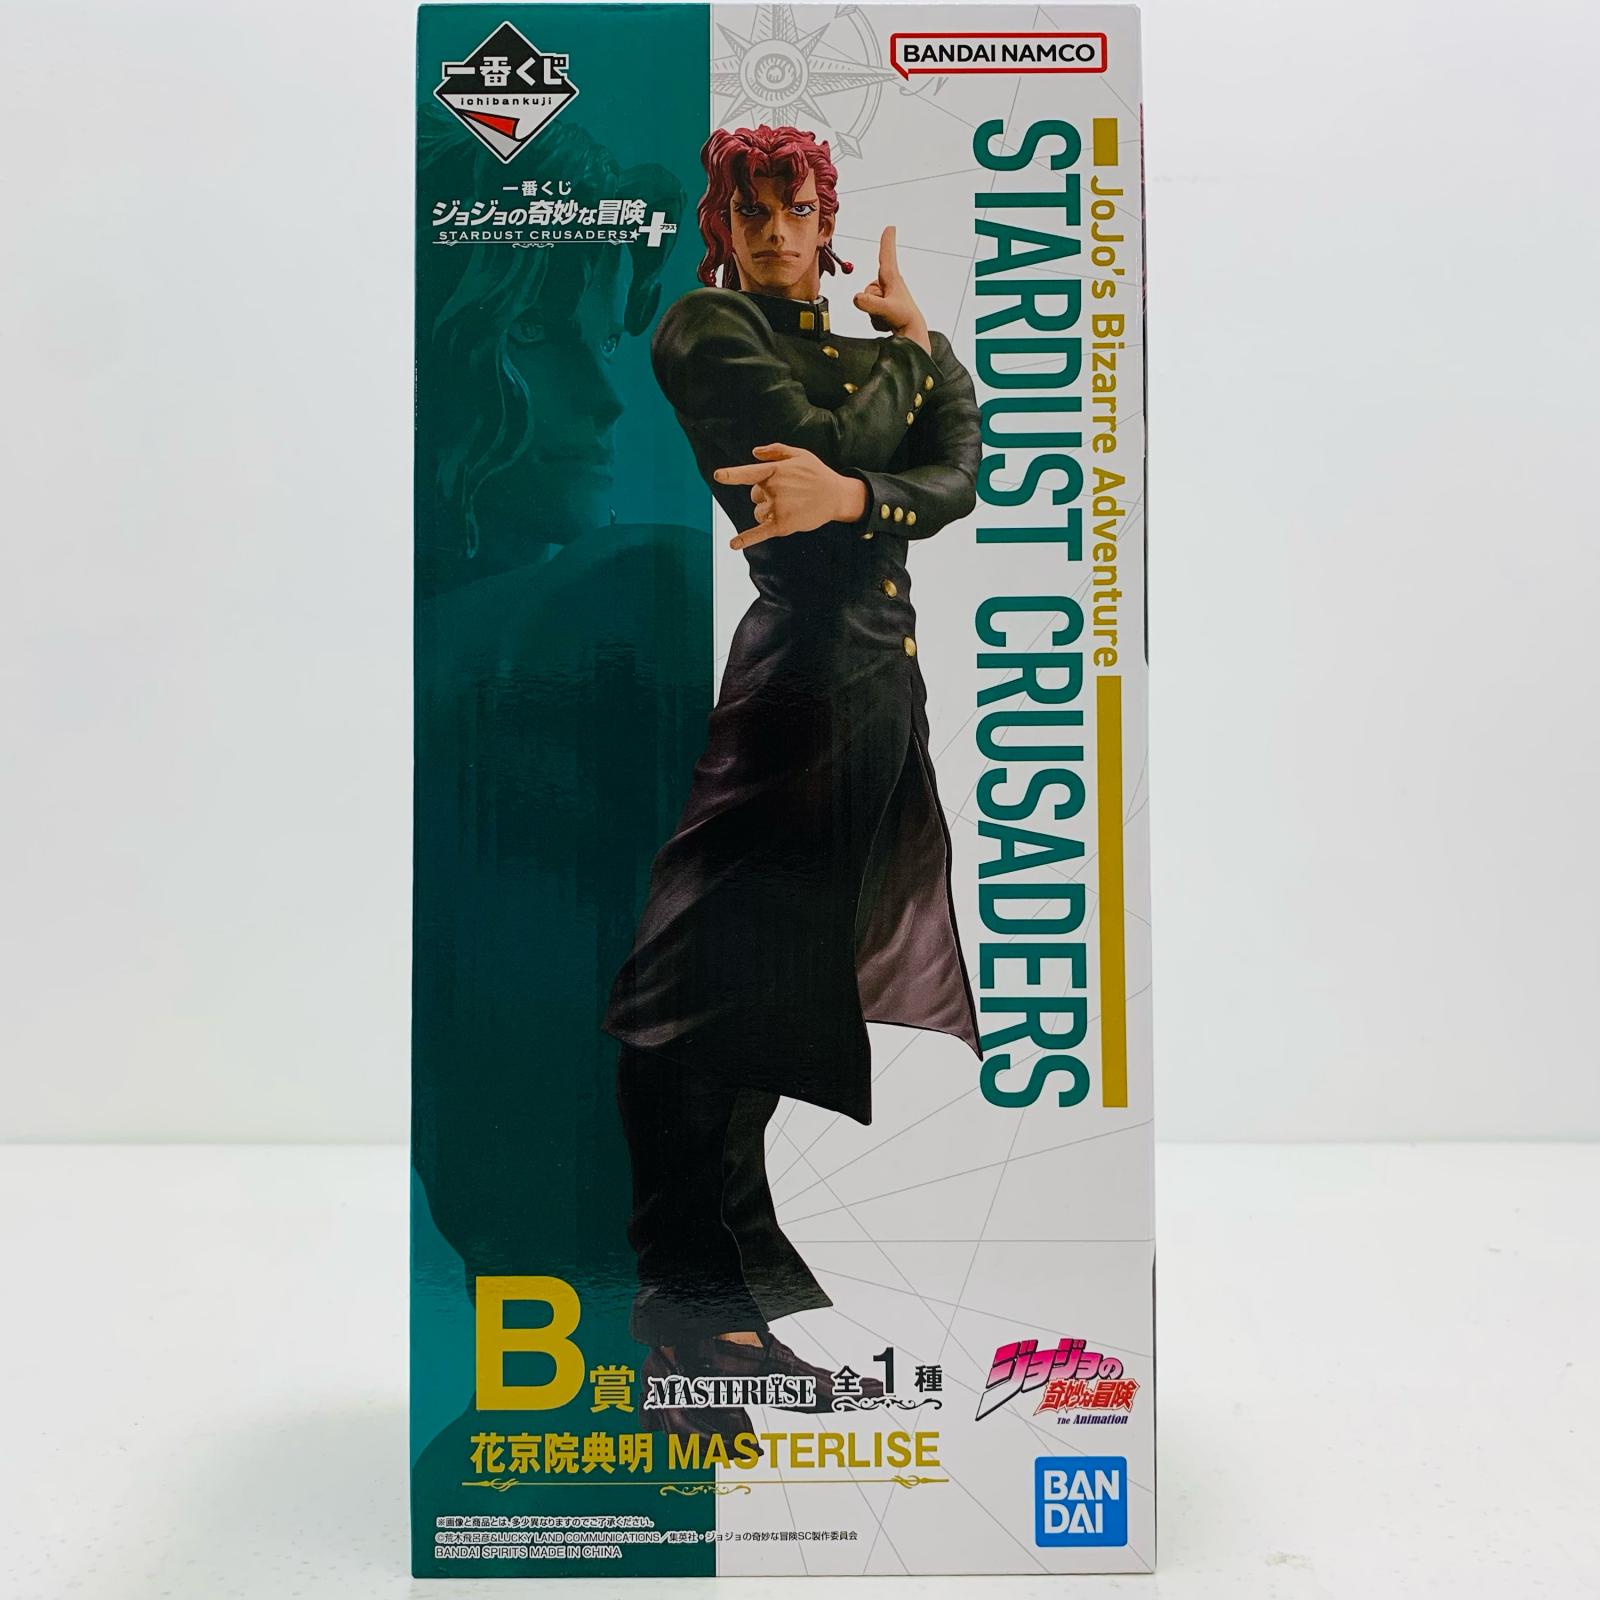 一番くじ
ichibankuji
BANDAI NAMCO
一番くじ
ジョジョの奇妙な冒険
STARDUST CRUSADERS
プラス
JoJo's Bizarre Adventure
STARDUST CRUSADERS
B賞
MASTERLISE
全1種
花京院典明 MASTERLISE
ジョジョの
奇妙な冒険
The Animation
BAN
DAI
※画像と商品とは、多少異なりますのでご了承ください。
©荒木飛呂彦&LUCKY LAND COMMUNICATIONS/集英社・ジョジョの奇妙な冒険SC製作委員会
BANDAI SPIRITS MADE IN CHINA